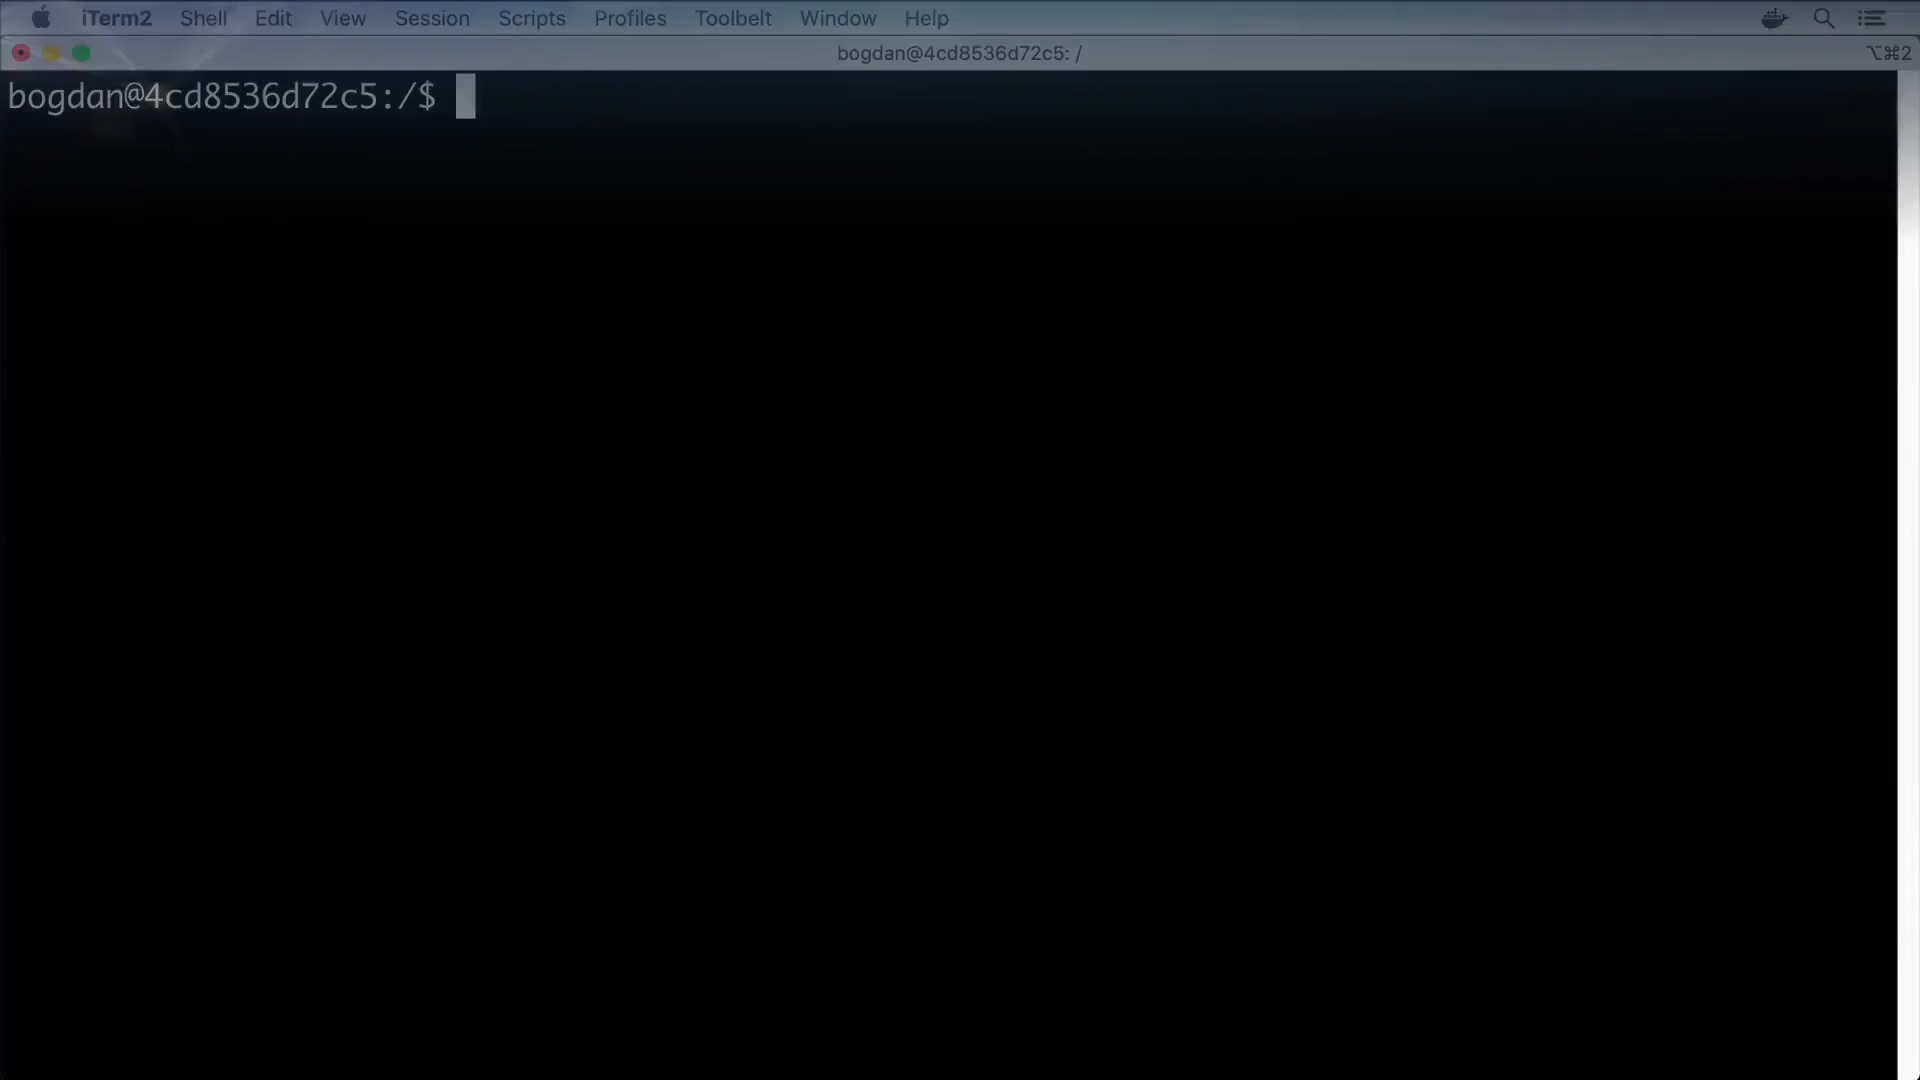 iTerm2 Shell Edit View Session Scripts Profiles Toolbelt Window Help
bogdan@4cd8536d72c5: / ⌥⌘2
bogdan@4cd8536d72c5:/$